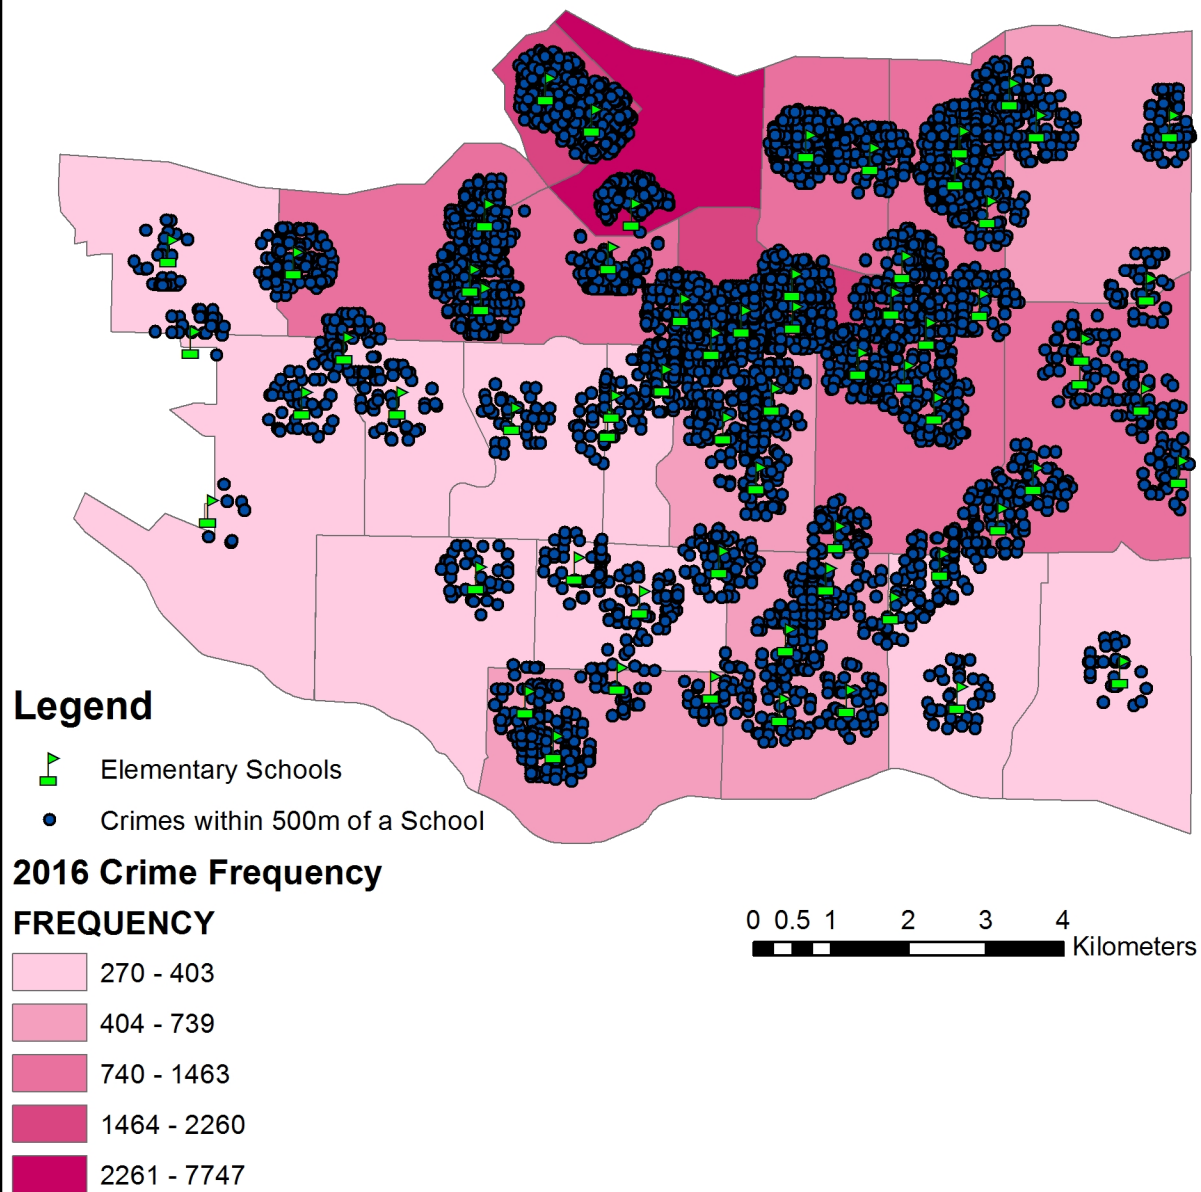 Legend
Elementary Schools
Crimes within 500m of a School
2016 Crime Frequency
FREQUENCY
270 - 403
404 - 739
740 - 1463
1464 - 2260
2261 - 7747
0 0.5 1 2 3 4
Kilometers